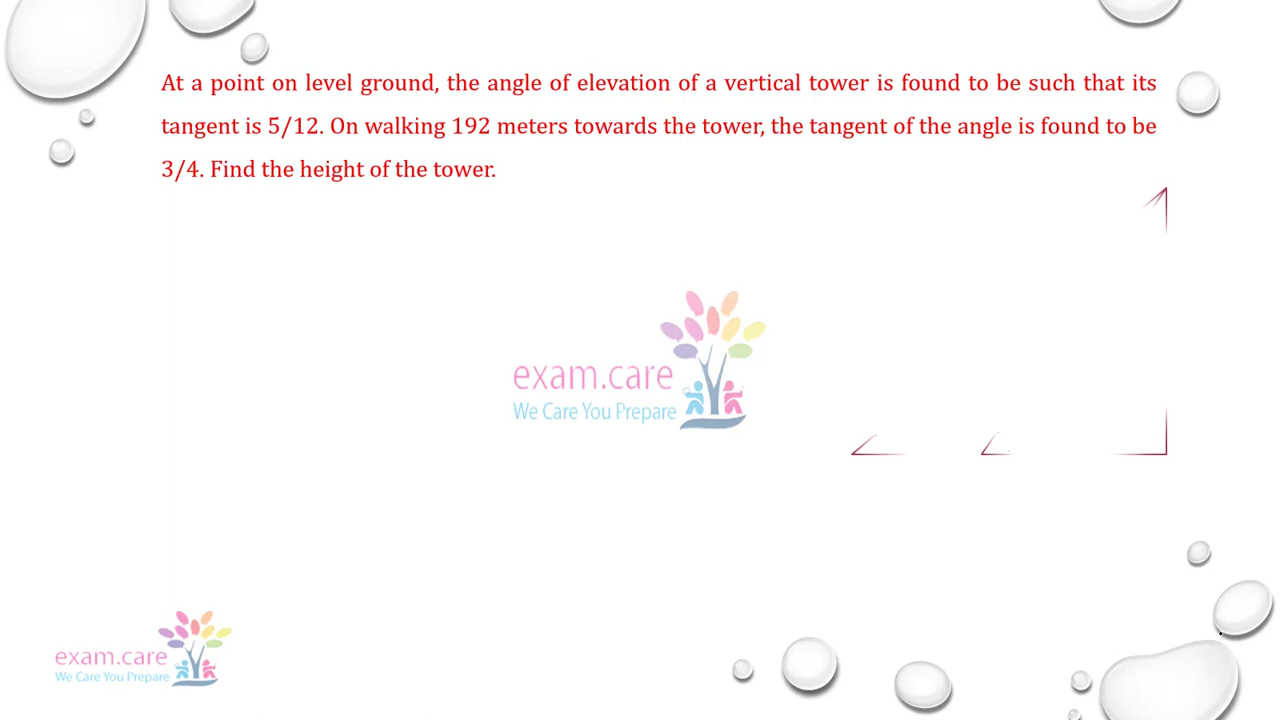 At a point on level ground, the angle of elevation of a vertical tower is found to be such that its
tangent is 5/12. On walking 192 meters towards the tower, the tangent of the angle is found to be
3/4. Find the height of the tower.
exam.care
We Care You Prepare
exam.care
We Care You Prepare